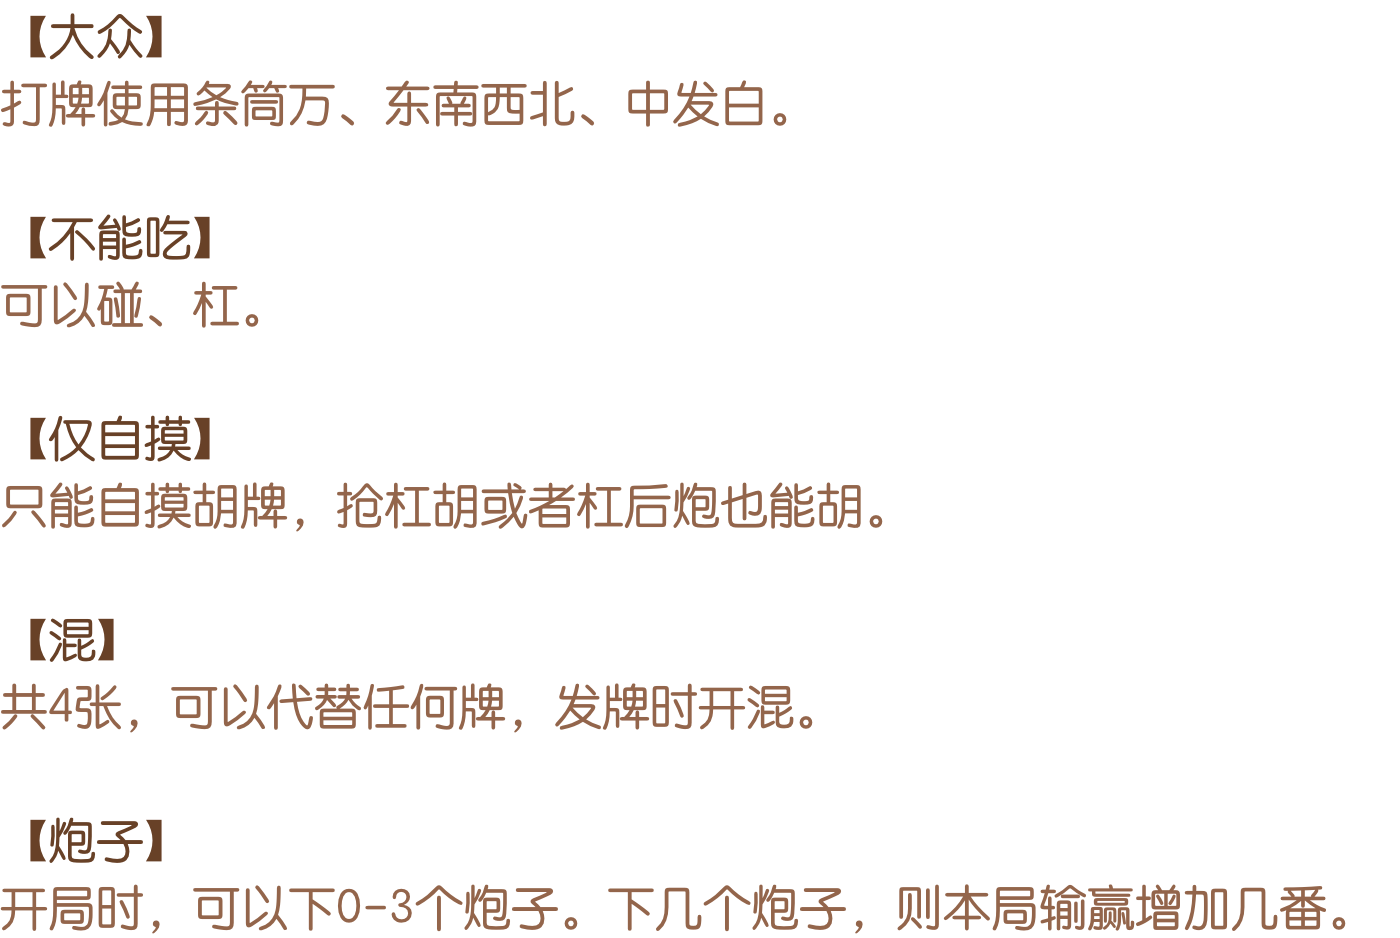 【大众】
打牌使用条筒万、东南西北、中发白。
【不能吃】
可以碰、杠。
【仅自摸】
只能自摸胡牌，抢杠胡或者杠后炮也能胡。
【混】
共4张，可以代替任何牌，发牌时开混。
【炮子】
开局时，可以下0-3个炮子。下几个炮子，则本局输赢增加几番。